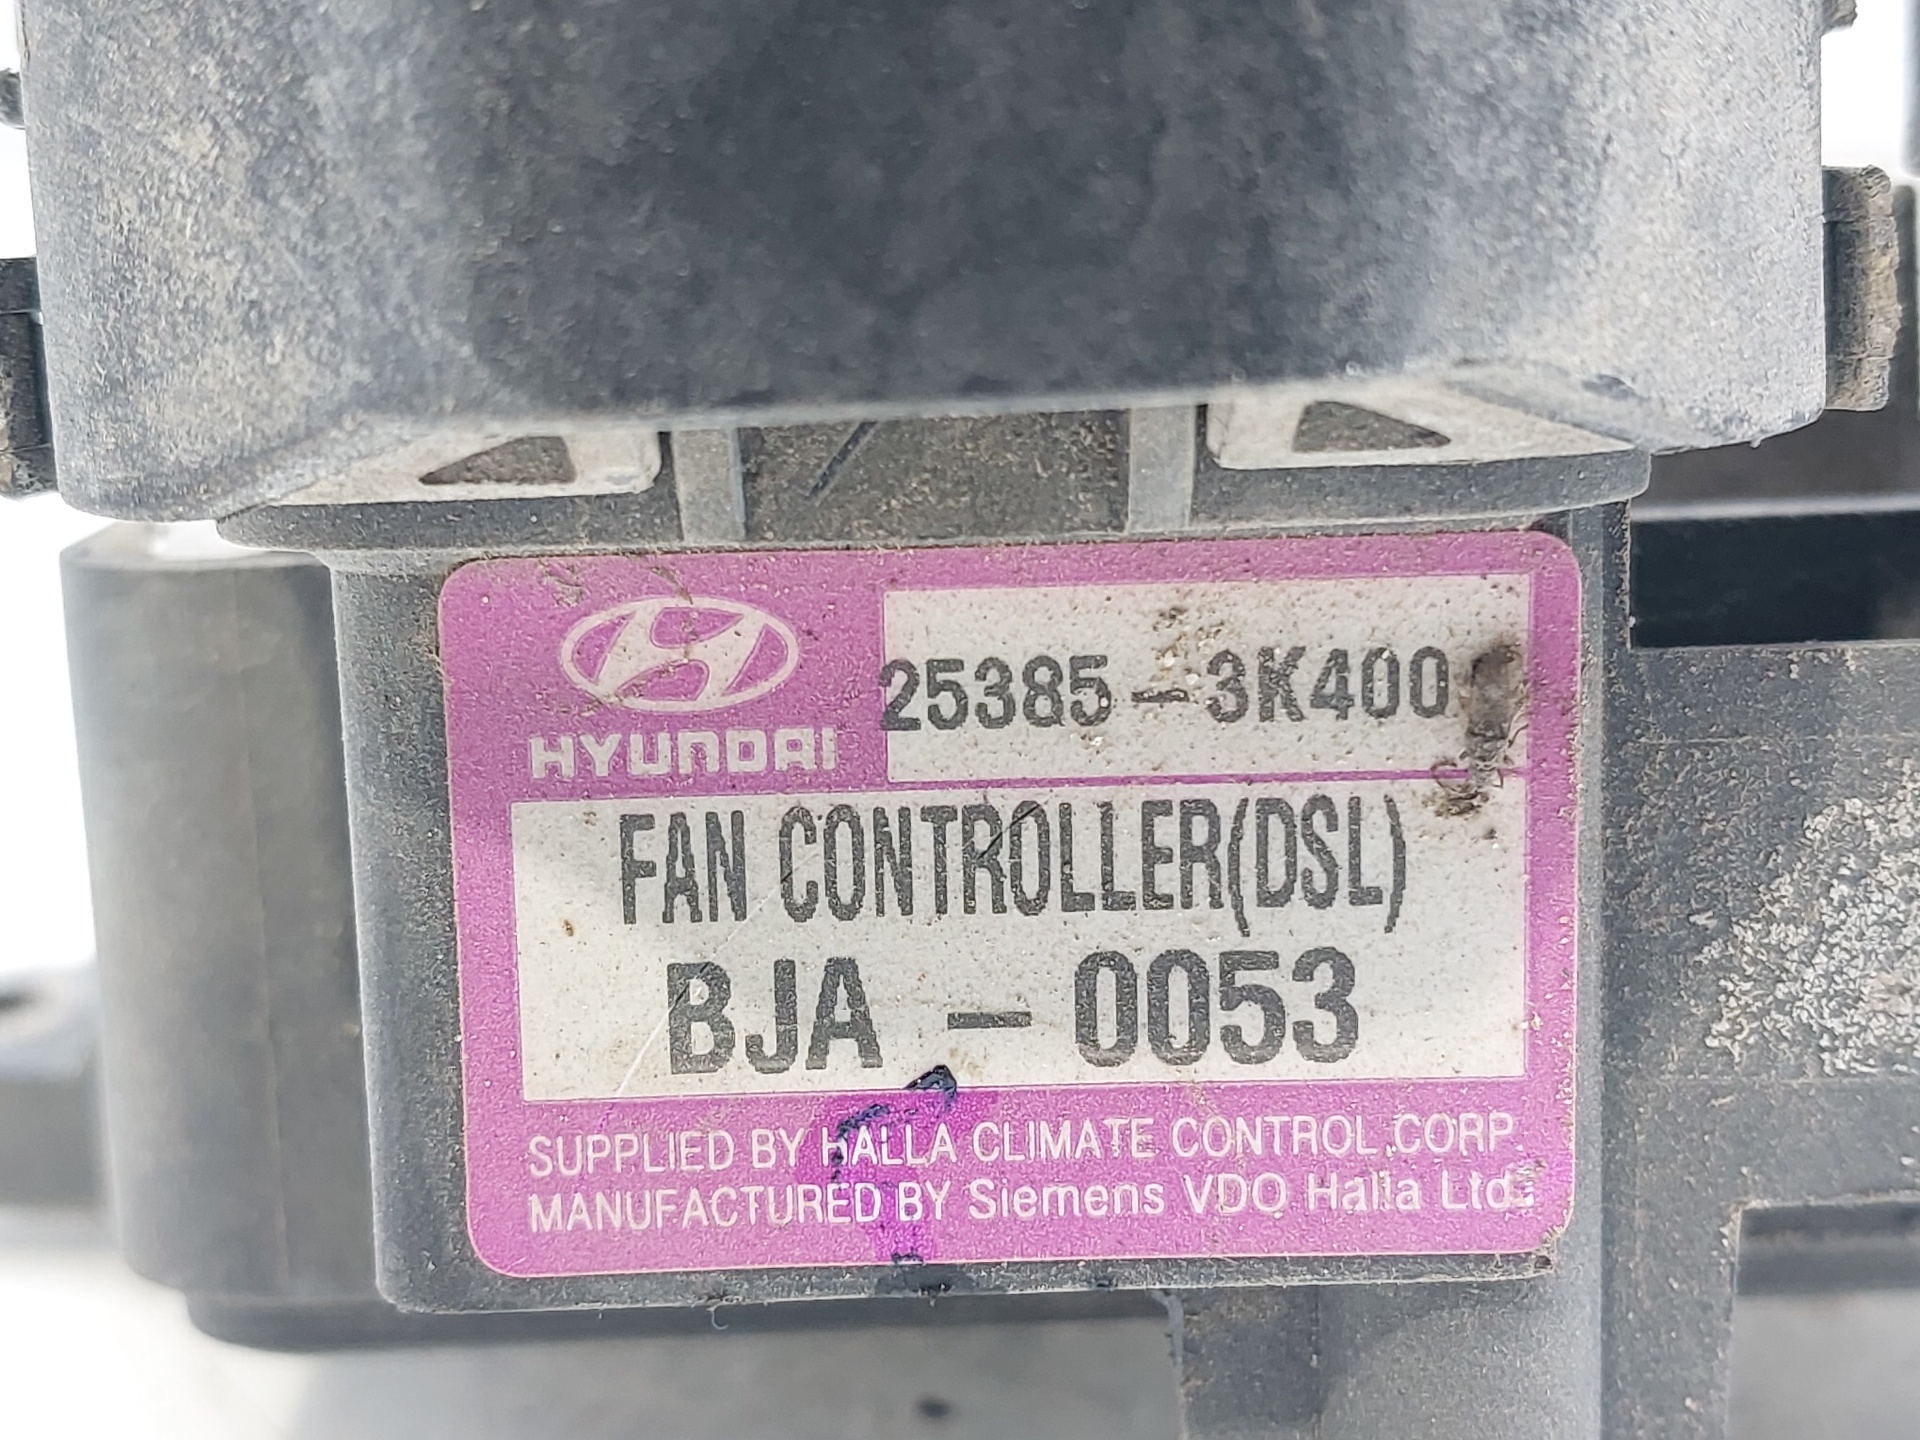 HYUNDAI
25385-3K400
FAN CONTROLLER(DSL)
BJA - 0053
SUPPLIED BY HALLA CLIMATE CONTROL CORP.
MANUFACTURED BY Siemens VDO Halla Ltd.